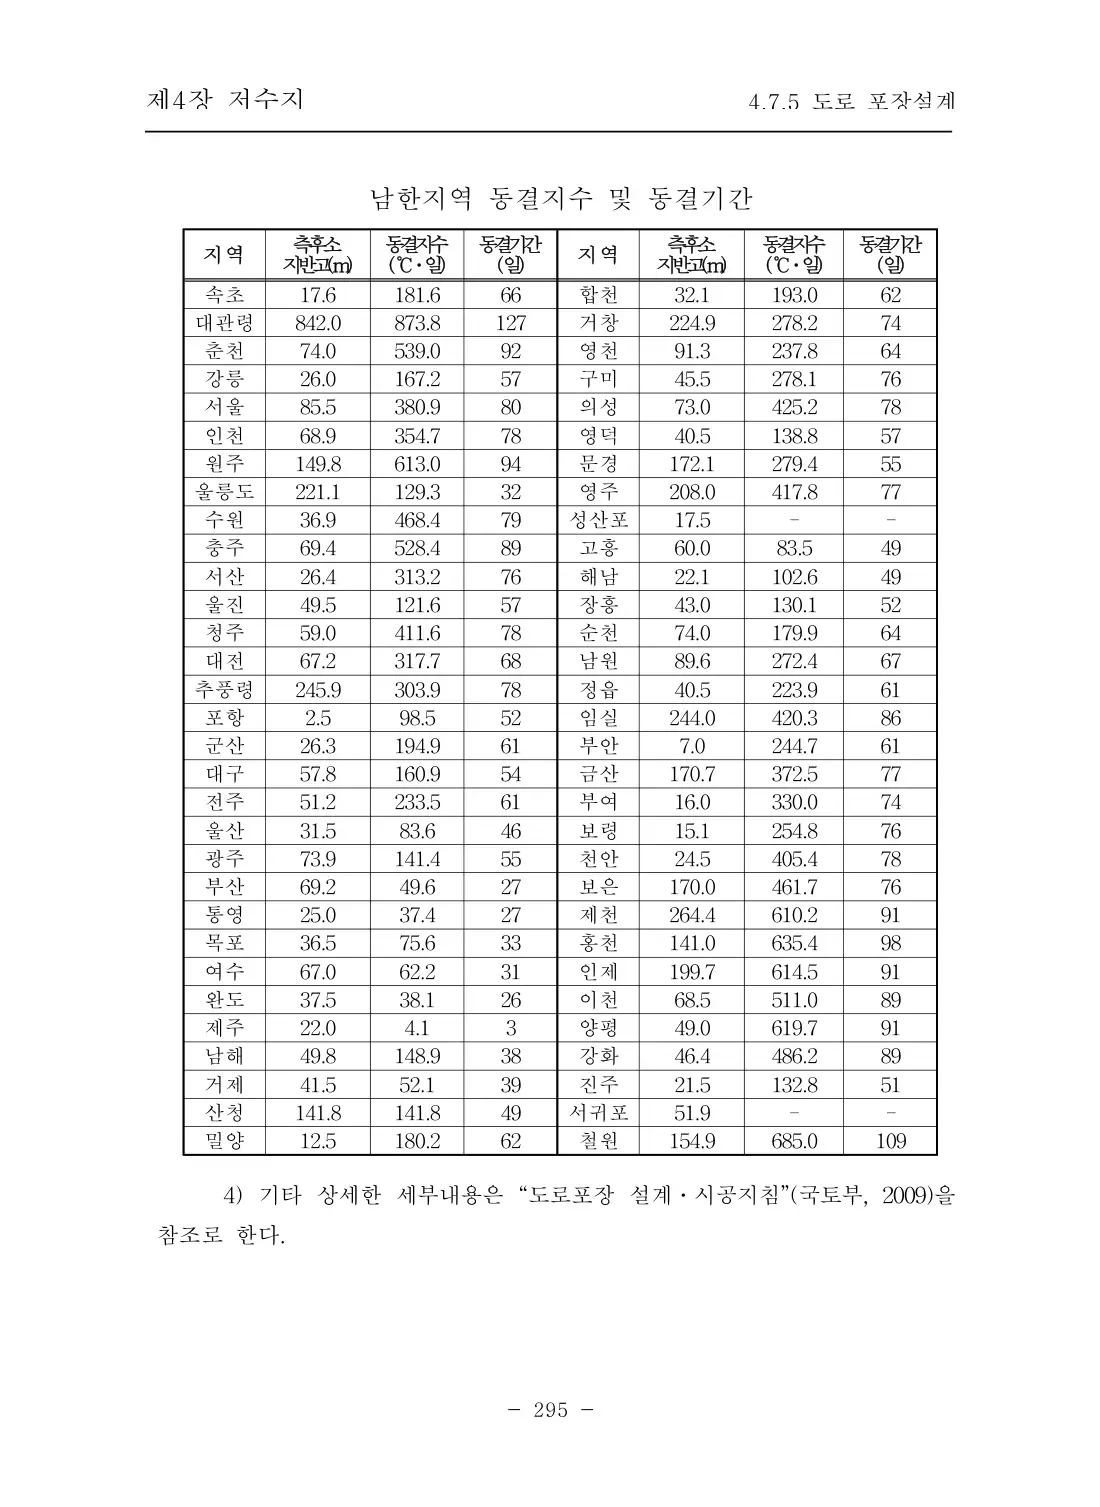 제4장 저수지
4.7.5 도로 포장설계
남한지역 동결지수 및 동결기간
지역 측후소 지반고(m) 동결지수 (℃·일) 동결기간 (일) 지역 측후소 지반고(m) 동결지수 (℃·일) 동결기간 (일)
속초 17.6 181.6 66 합천 32.1 193.0 62
대관령 842.0 873.8 127 거창 224.9 278.2 74
춘천 74.0 539.0 92 영천 91.3 237.8 64
강릉 26.0 167.2 57 구미 45.5 278.1 76
서울 85.5 380.9 80 의성 73.0 425.2 78
인천 68.9 354.7 78 영덕 40.5 138.8 57
원주 149.8 613.0 94 문경 172.1 279.4 55
울릉도 221.1 129.3 32 영주 208.0 417.8 77
수원 36.9 468.4 79 성산포 17.5 - -
충주 69.4 528.4 89 고흥 60.0 83.5 49
서산 26.4 313.2 76 해남 22.1 102.6 49
울진 49.5 121.6 57 장흥 43.0 130.1 52
청주 59.0 411.6 78 순천 74.0 179.9 64
대전 67.2 317.7 68 남원 89.6 272.4 67
추풍령 245.9 303.9 78 정읍 40.5 223.9 61
포항 2.5 98.5 52 임실 244.0 420.3 86
군산 26.3 194.9 61 부안 7.0 244.7 61
대구 57.8 160.9 54 금산 170.7 372.5 77
전주 51.2 233.5 61 부여 16.0 330.0 74
울산 31.5 83.6 46 보령 15.1 254.8 76
광주 73.9 141.4 55 천안 24.5 405.4 78
부산 69.2 49.6 27 보은 170.0 461.7 76
통영 25.0 37.4 27 제천 264.4 610.2 91
목포 36.5 75.6 33 홍천 141.0 635.4 98
여수 67.0 62.2 31 인제 199.7 614.5 91
완도 37.5 38.1 26 이천 68.5 511.0 89
제주 22.0 4.1 3 양평 49.0 619.7 91
남해 49.8 148.9 38 강화 46.4 486.2 89
거제 41.5 52.1 39 진주 21.5 132.8 51
산청 141.8 141.8 49 서귀포 51.9 - -
밀양 12.5 180.2 62 철원 154.9 685.0 109
4) 기타 상세한 세부내용은 “도로포장 설계·시공지침”(국토부, 2009)을
참조로 한다.
- 295 -